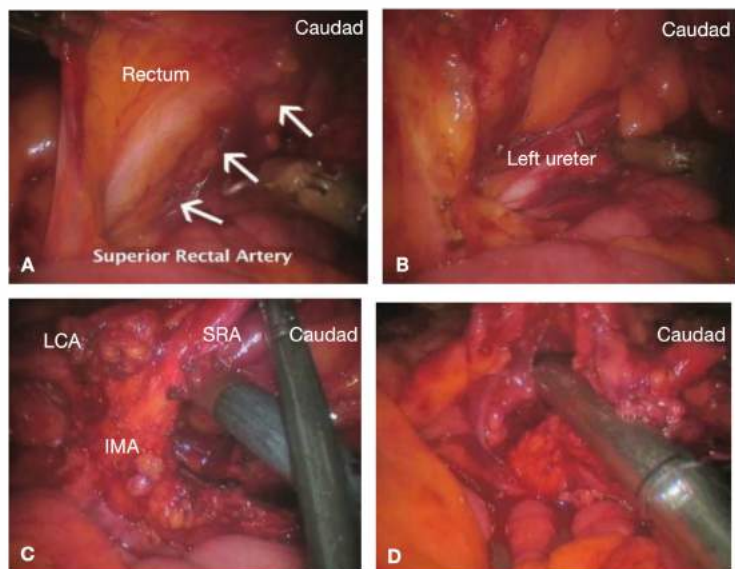 Caudad
Rectum
Superior Rectal Artery
A
Caudad
Left ureter
B
LCA
SRA
Caudad
IMA
C
Caudad
D